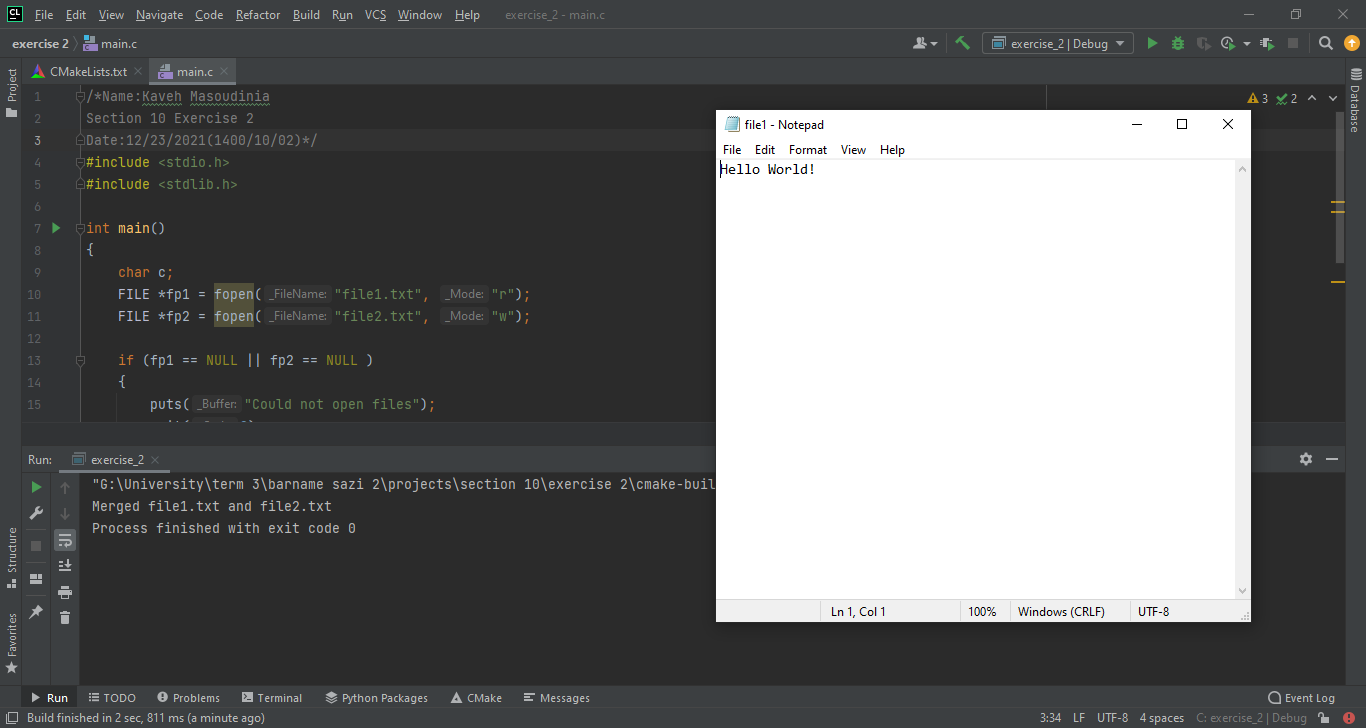 CL File Edit View Navigate Code Refactor Build Run VCS Window Help exercise_2 - main.c
exercise 2 main.c exercise_2 | Debug
Project CMakeLists.txt main.c Database
1 /*Name:Kaveh Masoudinia 3 2
2 Section 10 Exercise 2
3 Date:12/23/2021(1400/10/02)*/
4 #include <stdio.h>
5 #include <stdlib.h>
6
7 int main()
8 {
9 char c;
10 FILE *fp1 = fopen( _FileName: "file1.txt", _Mode: "r");
11 FILE *fp2 = fopen( _FileName: "file2.txt", _Mode: "w");
12
13 if (fp1 == NULL || fp2 == NULL )
14 {
15 puts( _Buffer: "Could not open files");
file1 - Notepad
File Edit Format View Help
Hello World!
Ln 1, Col 1 100% Windows (CRLF) UTF-8
Run: exercise_2
"G:\University\term 3\barname sazi 2\projects\section 10\exercise 2\cmake-buil
Merged file1.txt and file2.txt
Process finished with exit code 0
Structure
Favorites
Run TODO Problems Terminal Python Packages CMake Messages Event Log
Build finished in 2 sec, 811 ms (a minute ago) 3:34 LF UTF-8 4 spaces C: exercise_2 | Debug